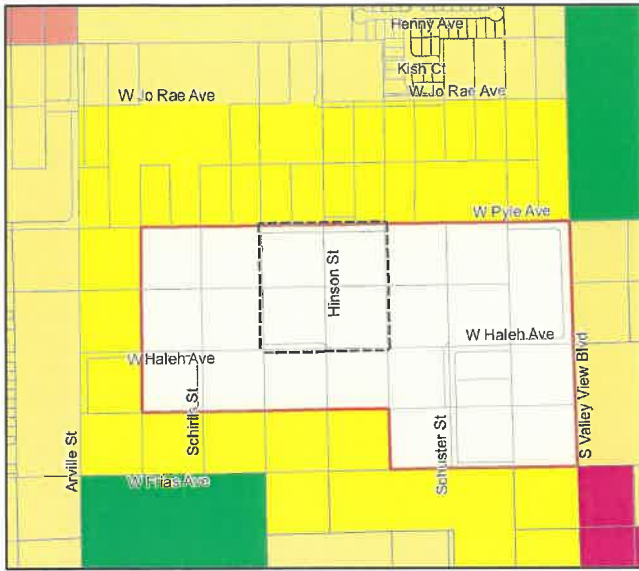 Henny Ave
Kish Ct
W Jo Rae Ave
W Jo Rae Ave
W Pyle Ave
Hinson St
W Haleh Ave
W Haleh Ave
Schirlls St
Arville St
Schuster St
S Valley View Blvd
W Frias Ave